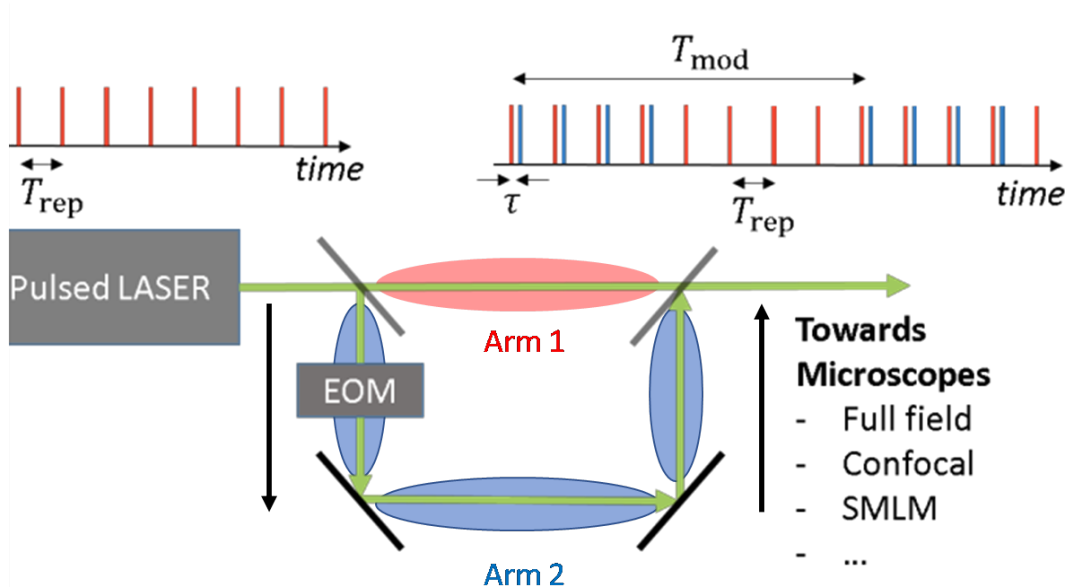 T_mod
time
T_rep
τ
T_rep
time
Pulsed LASER
Arm 1
EOM
Arm 2
Towards
Microscopes
- Full field
- Confocal
- SMLM
- ...